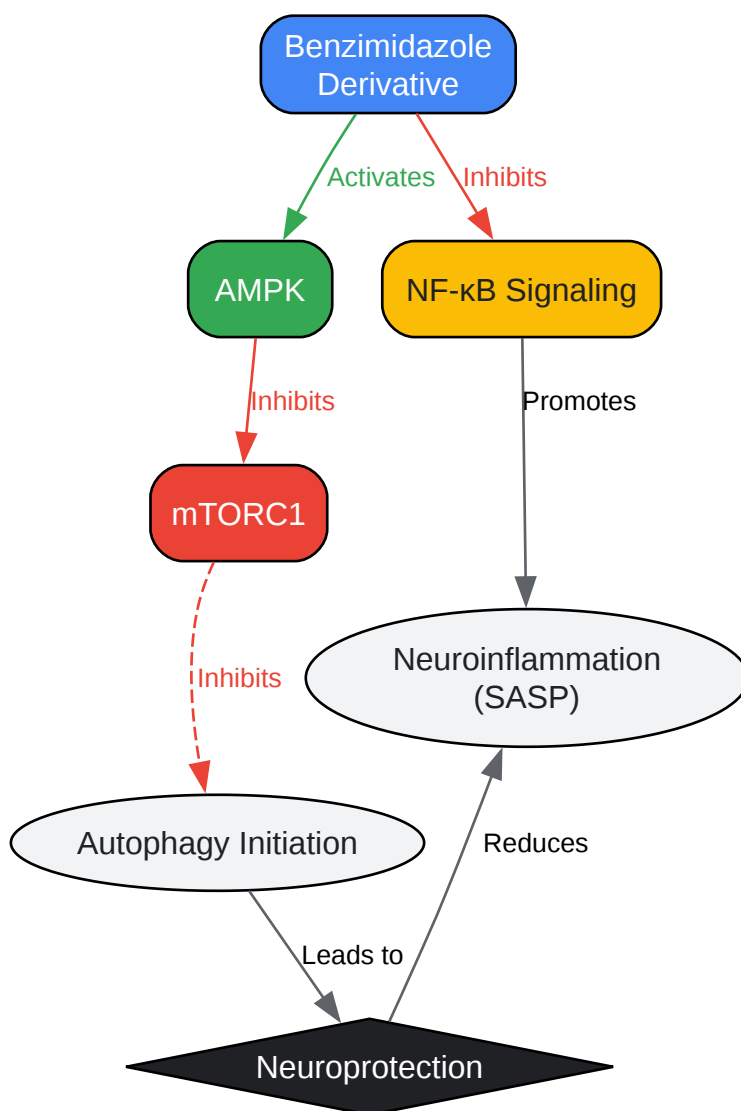 Benzimidazole
Derivative
Activates
Inhibits
AMPK
NF-κB Signaling
Inhibits
Promotes
mTORC1
Inhibits
Neuroinflammation
(SASP)
Autophagy Initiation
Reduces
Leads to
Neuroprotection